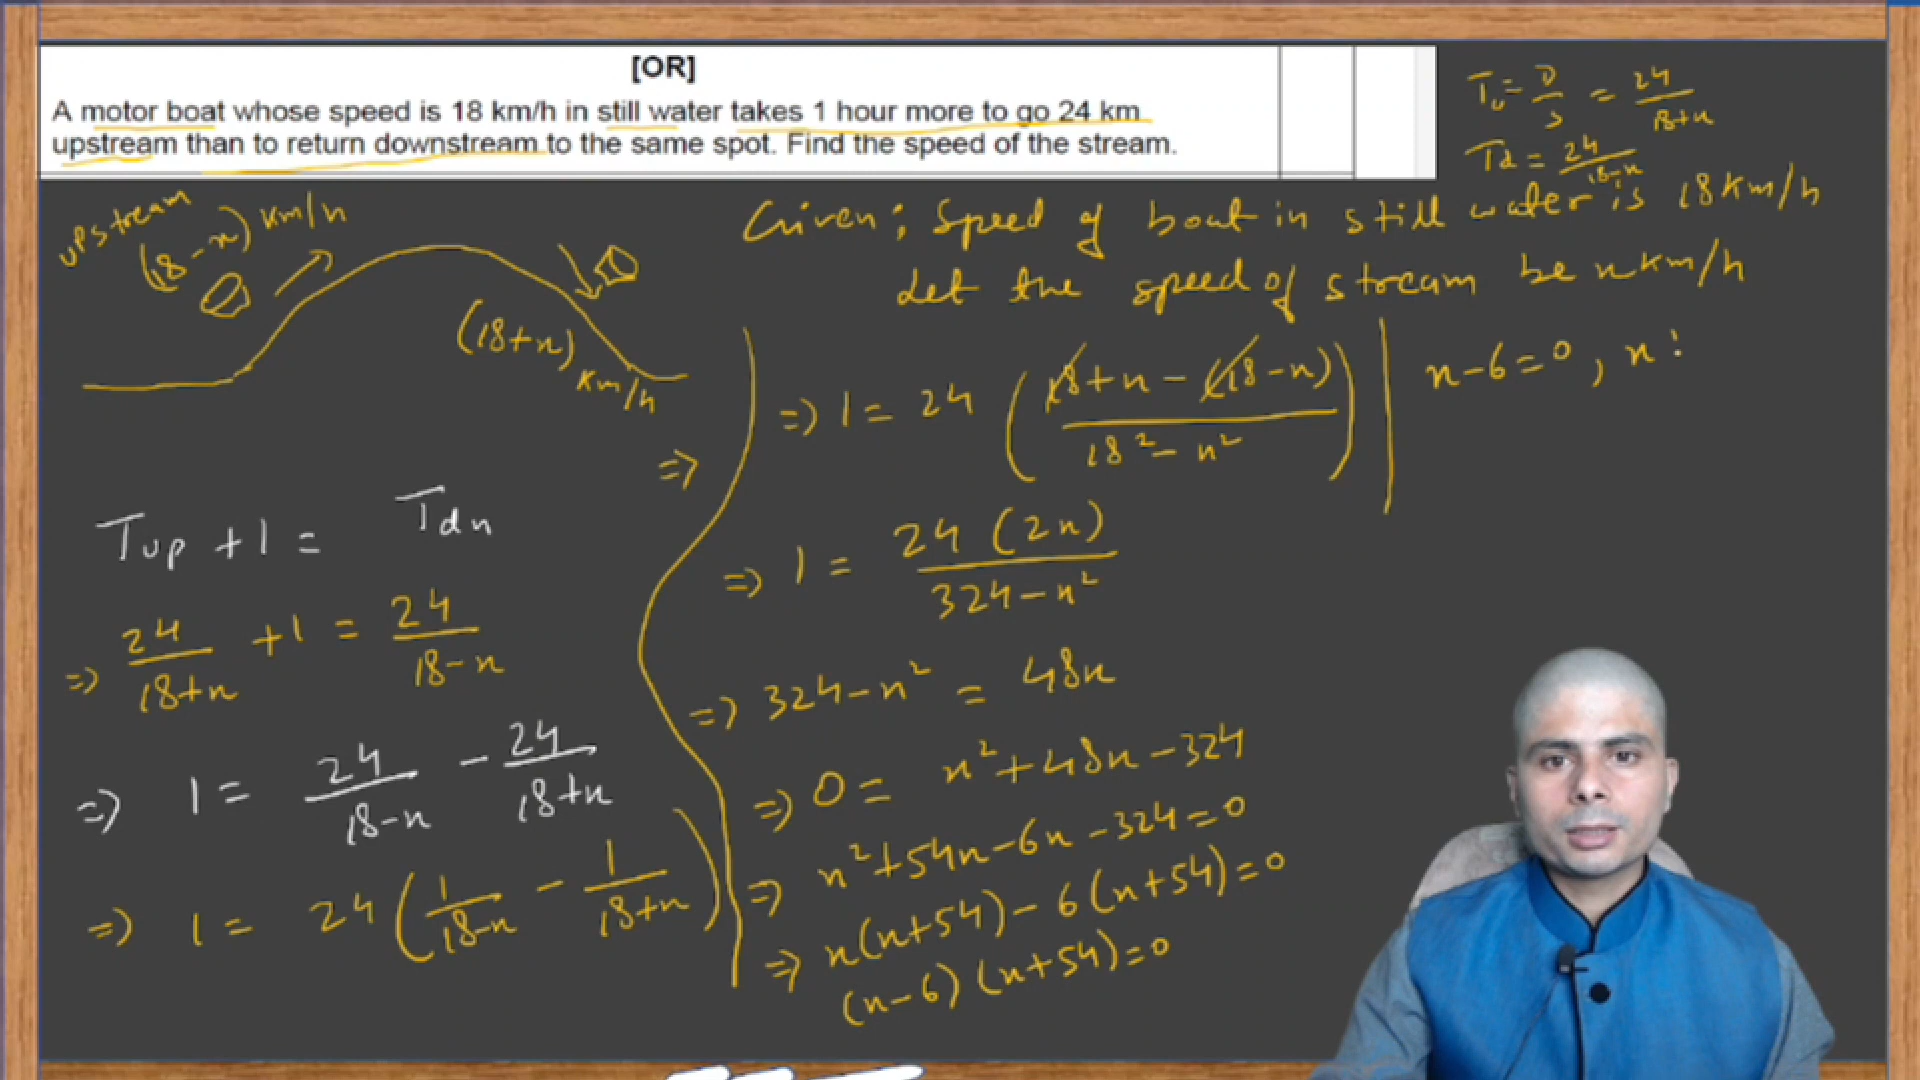 [OR]
A motor boat whose speed is 18 km/h in still water takes 1 hour more to go 24 km
upstream than to return downstream to the same spot. Find the speed of the stream.
Tu = D/S = 24/18+x
Td = 24/18-x
upstream
(18-x) km/h
(18+x) km/h
Given: Speed of boat in still water is 18 km/h
Let the speed of stream be x km/h
Tup + 1 = Tdn
=> 24/18+x + 1 = 24/18-x
=> 1 = 24/18-x - 24/18+x
=> 1 = 24 (1/18-x - 1/18+x)
=>
=> 1 = 24 (18+x-(18-x)/18²-x²)
=> 1 = 24(2x)/324-x²
=> 324-x² = 48x
=> 0 = x²+48x-324
=> x²+54x-6x-324=0
=> x(x+54)-6(x+54)=0
(x-6)(x+54)=0
x-6=0, x :